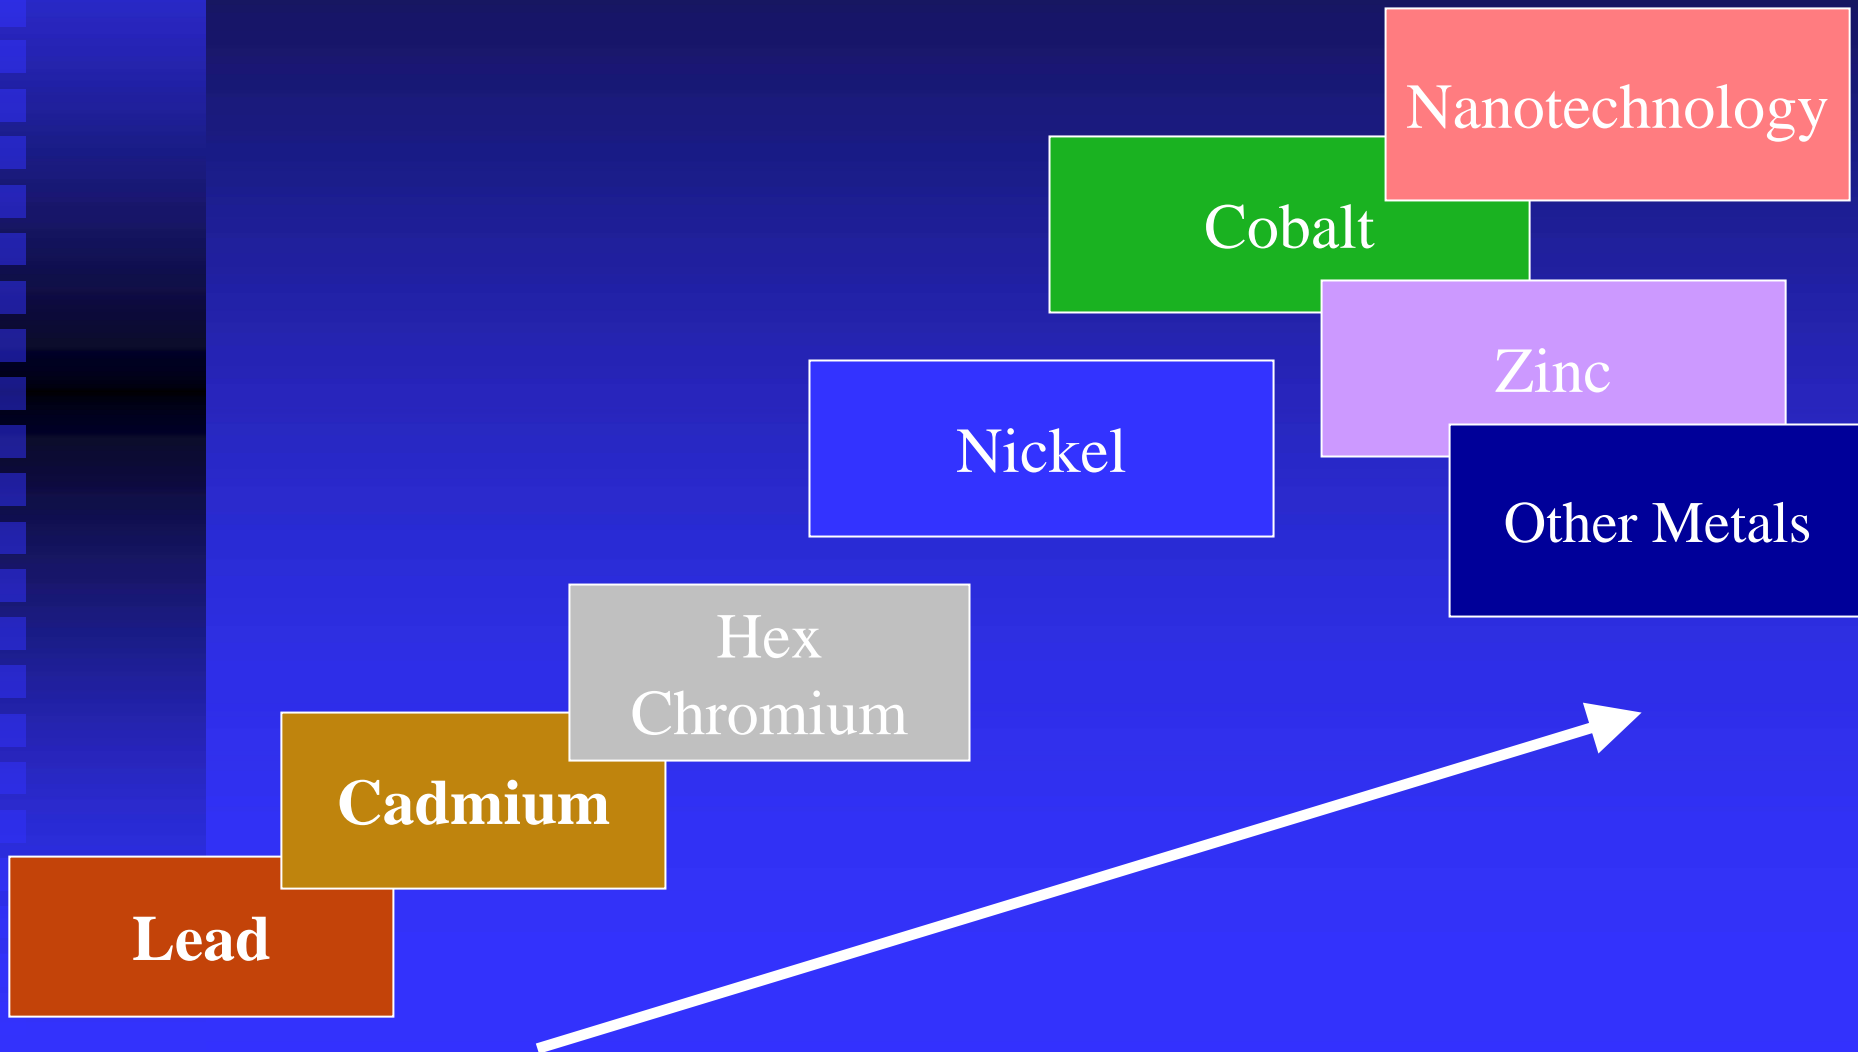 Nanotechnology
Cobalt
Zinc
Nickel
Other Metals
Hex
Chromium
Cadmium
Lead